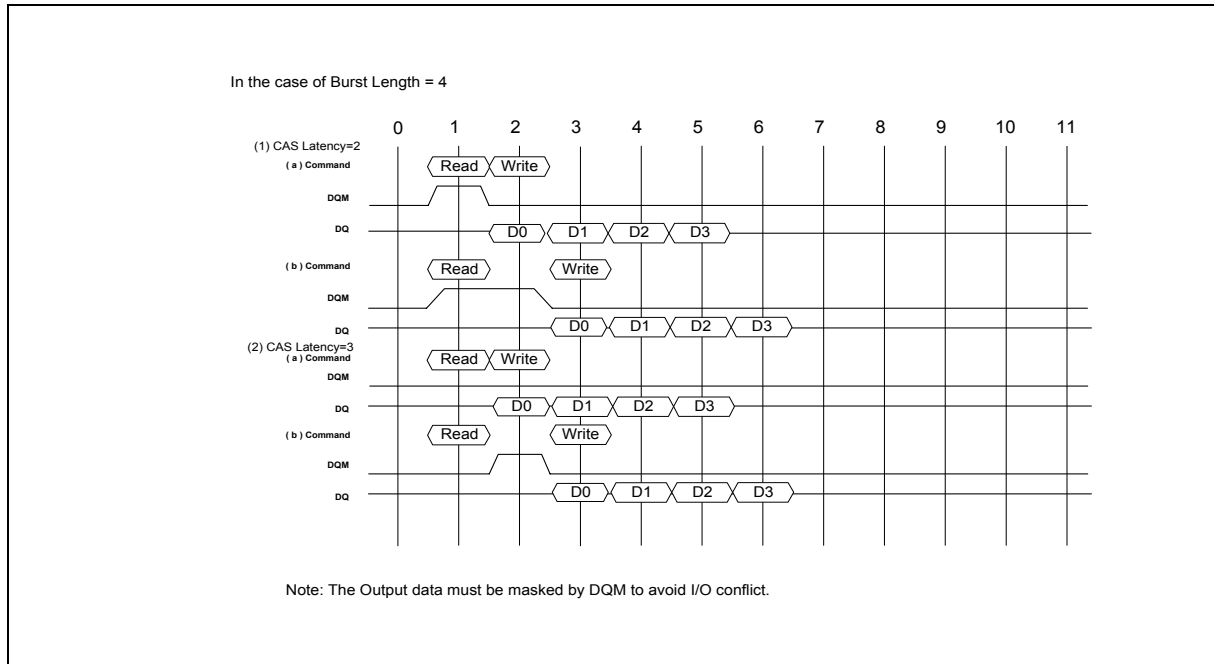 In the case of Burst Length = 4
0 1 2 3 4 5 6 7 8 9 10 11
(1) CAS Latency=2
( a ) Command Read Write
DQM
DQ D0 D1 D2 D3
( b ) Command Read Write
DQM
DQ D0 D1 D2 D3
(2) CAS Latency=3
( a ) Command Read Write
DQM
DQ D0 D1 D2 D3
( b ) Command Read Write
DQM
DQ D0 D1 D2 D3
Note: The Output data must be masked by DQM to avoid I/O conflict.